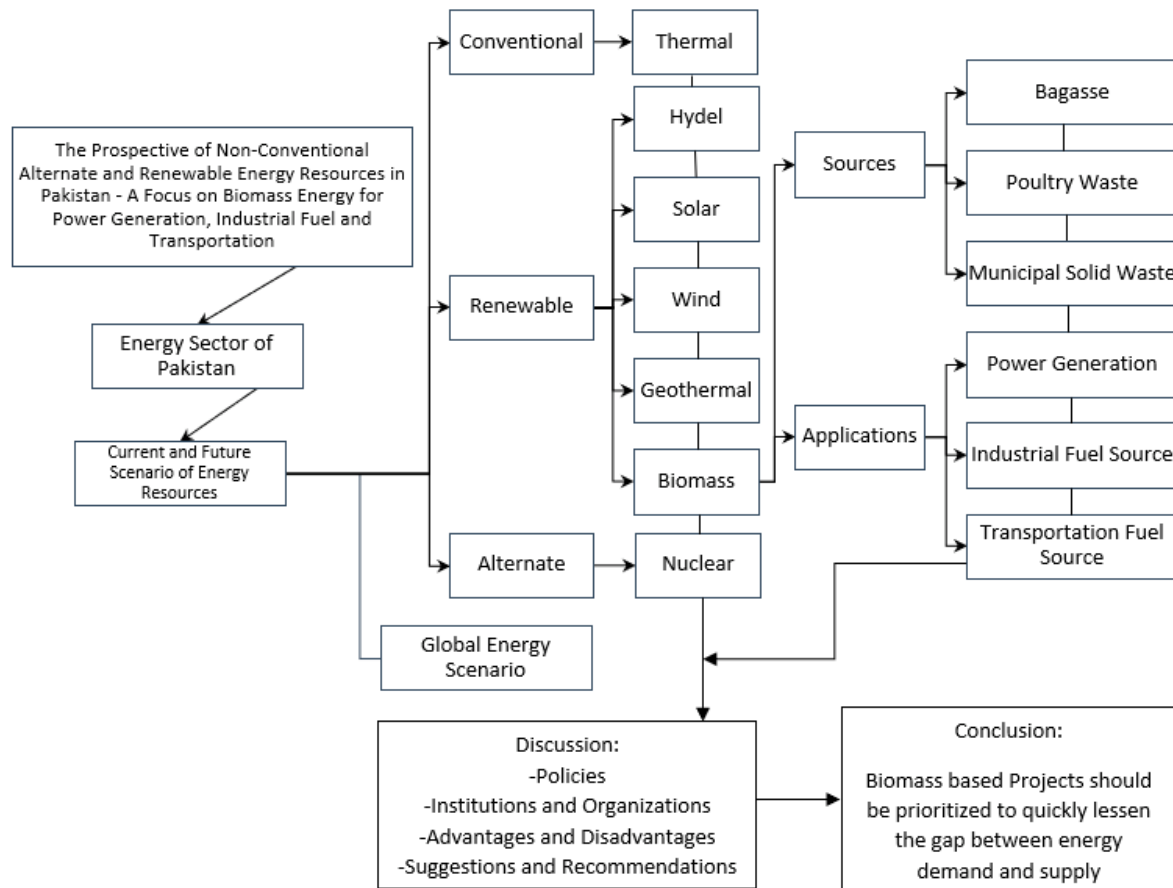 The Prospective of Non-Conventional
Alternate and Renewable Energy Resources in
Pakistan - A Focus on Biomass Energy for
Power Generation, Industrial Fuel and
Transportation
Energy Sector of
Pakistan
Current and Future
Scenario of Energy
Resources
Conventional
Renewable
Alternate
Global Energy
Scenario
Thermal
Hydel
Solar
Wind
Geothermal
Biomass
Nuclear
Sources
Applications
Bagasse
Poultry Waste
Municipal Solid Waste
Power Generation
Industrial Fuel Source
Transportation Fuel
Source
Discussion:
-Policies
-Institutions and Organizations
-Advantages and Disadvantages
-Suggestions and Recommendations
Conclusion:
Biomass based Projects should
be prioritized to quickly lessen
the gap between energy
demand and supply